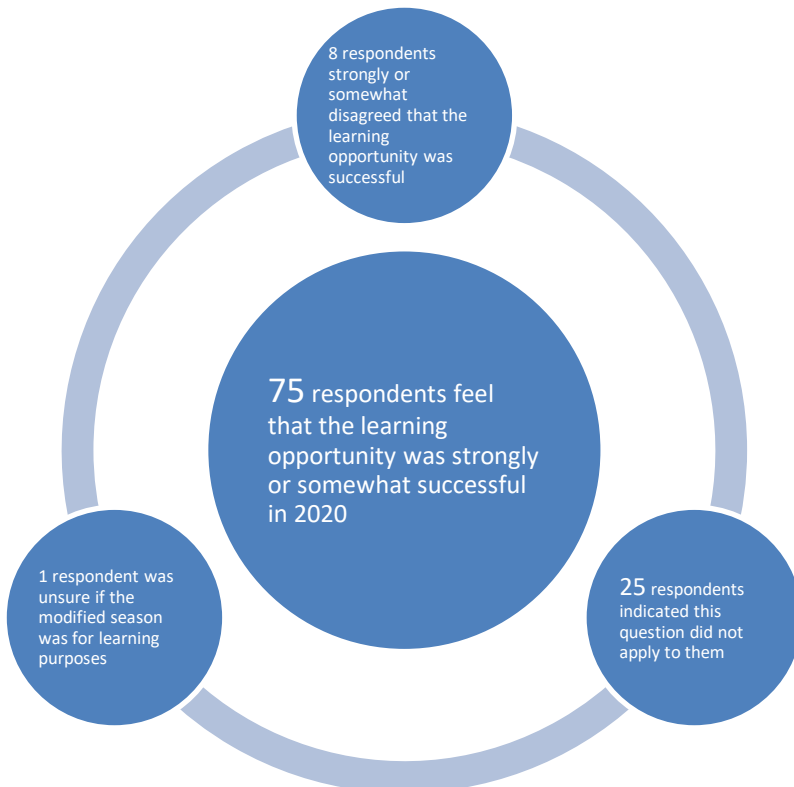 8 respondents
strongly or
somewhat
disagreed that the
learning
opportunity was
successful
75 respondents feel
that the learning
opportunity was strongly
or somewhat successful
in 2020
1 respondent was
unsure if the
modified season
was for learning
purposes
25 respondents
indicated this
question did not
apply to them